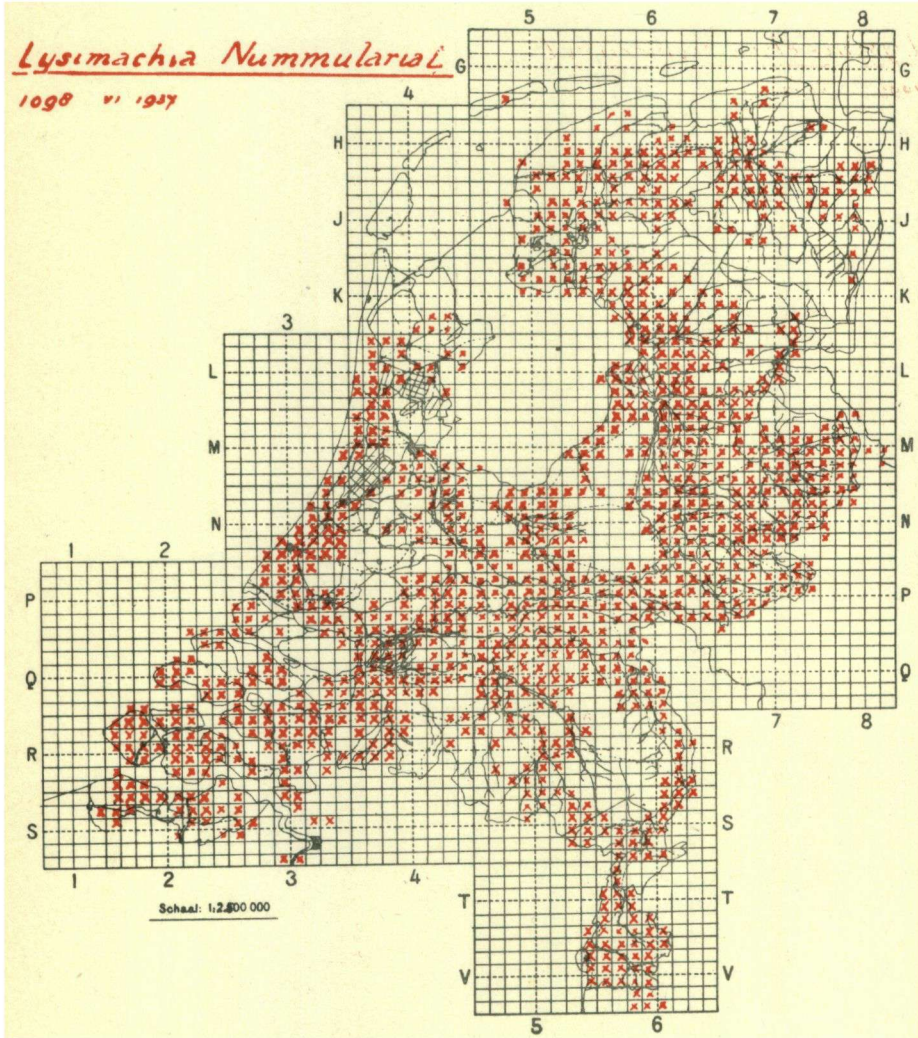 Lysimachia Nummularia L
1098 VI 1957
5 6 7 8
G G
4
H H
J J
K K
3
L L
M M
N N
1 2
P P
Q Q
7 8
R R
S S
1 2 3 4
Schaal: 1:2.500 000
T T
V V
5 6